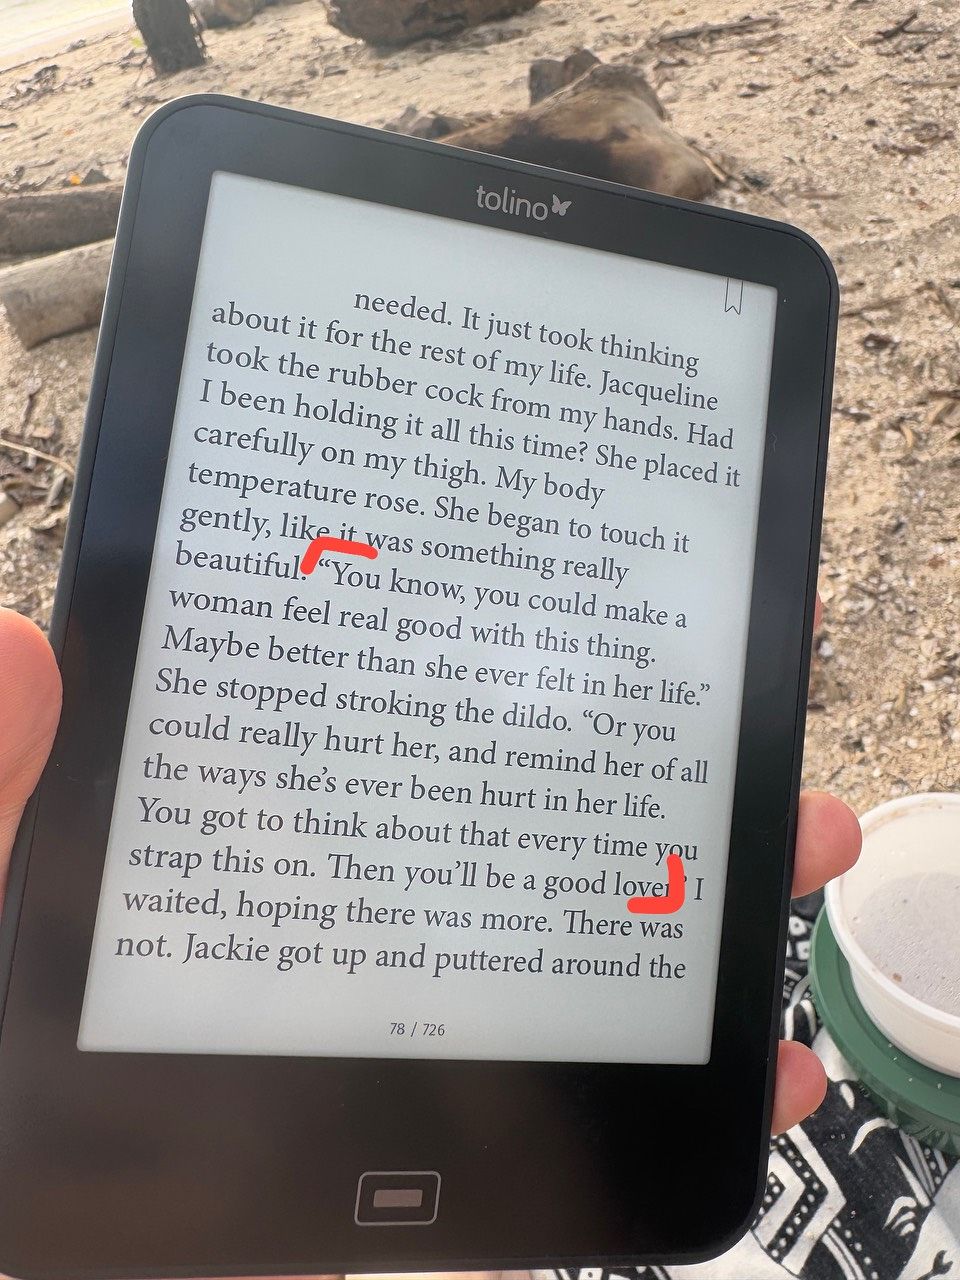 tolino
needed. It just took thinking
about it for the rest of my life. Jacqueline
took the rubber cock from my hands. Had
I been holding it all this time? She placed it
carefully on my thigh. My body
temperature rose. She began to touch it
gently, like it was something really
beautiful. “You know, you could make a
woman feel real good with this thing.
Maybe better than she ever felt in her life.”
She stopped stroking the dildo. “Or you
could really hurt her, and remind her of all
the ways she’s ever been hurt in her life.
You got to think about that every time you
strap this on. Then you’ll be a good lover” I
waited, hoping there was more. There was
not. Jackie got up and puttered around the
78 / 726